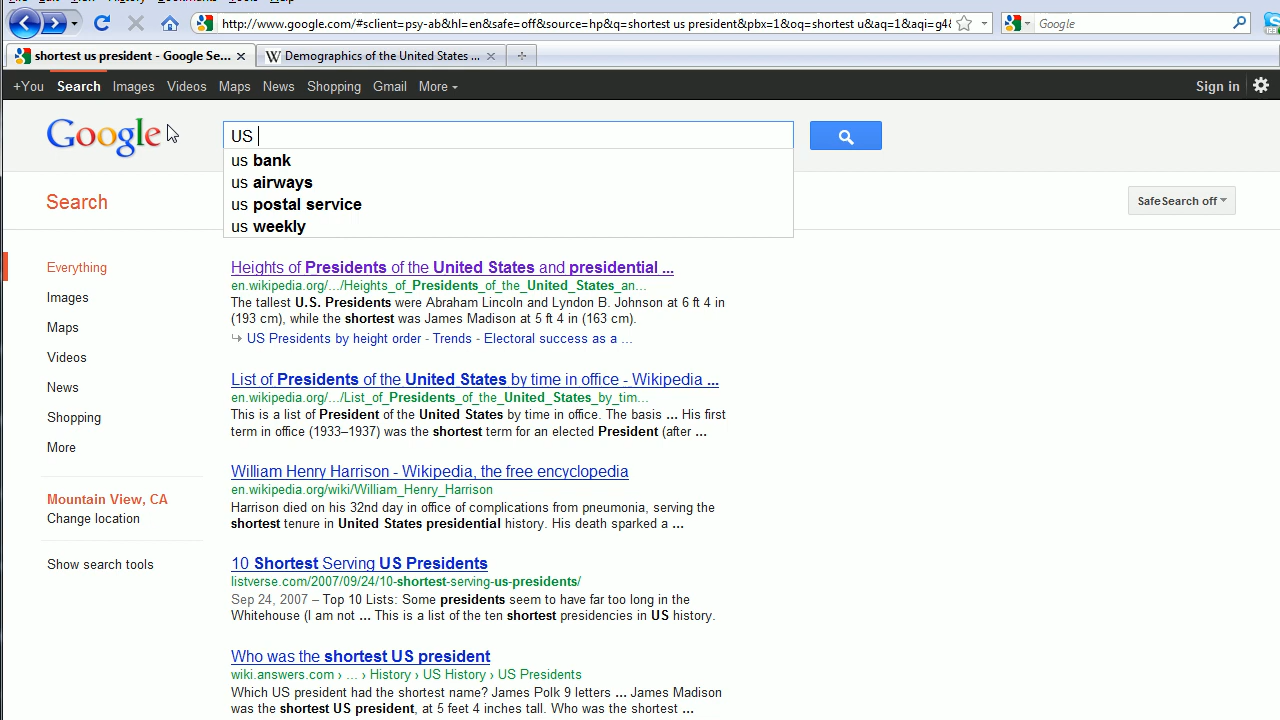 http://www.google.com/#sclient=psy-ab&hl=en&safe=off&source=hp&q=shortest us president&pbx=1&oq=shortest u&aq=1&aqi=g4&
Google
shortest us president - Google Se...
Demographics of the United States ...
+You Search Images Videos Maps News Shopping Gmail More
Sign in
Google
US
us bank
us airways
us postal service
us weekly
Search
SafeSearch off
Everything
Images
Maps
Videos
News
Shopping
More
Mountain View, CA
Change location
Show search tools
Heights of Presidents of the United States and presidential ...
en.wikipedia.org/.../Heights_of_Presidents_of_the_United_States_an...
The tallest U.S. Presidents were Abraham Lincoln and Lyndon B. Johnson at 6 ft 4 in
(193 cm), while the shortest was James Madison at 5 ft 4 in (163 cm).
US Presidents by height order - Trends - Electoral success as a ...
List of Presidents of the United States by time in office - Wikipedia ...
en.wikipedia.org/.../List_of_Presidents_of_the_United_States_by_tim...
This is a list of President of the United States by time in office. The basis ... His first
term in office (1933–1937) was the shortest term for an elected President (after ...
William Henry Harrison - Wikipedia, the free encyclopedia
en.wikipedia.org/wiki/William_Henry_Harrison
Harrison died on his 32nd day in office of complications from pneumonia, serving the
shortest tenure in United States presidential history. His death sparked a ...
10 Shortest Serving US Presidents
listverse.com/2007/09/24/10-shortest-serving-us-presidents/
Sep 24, 2007 – Top 10 Lists: Some presidents seem to have far too long in the
Whitehouse (I am not ... This is a list of the ten shortest presidencies in US history.
Who was the shortest US president
wiki.answers.com › ... › History › US History › US Presidents
Which US president had the shortest name? James Polk 9 letters ... James Madison
was the shortest US president, at 5 feet 4 inches tall. Who was the shortest ...